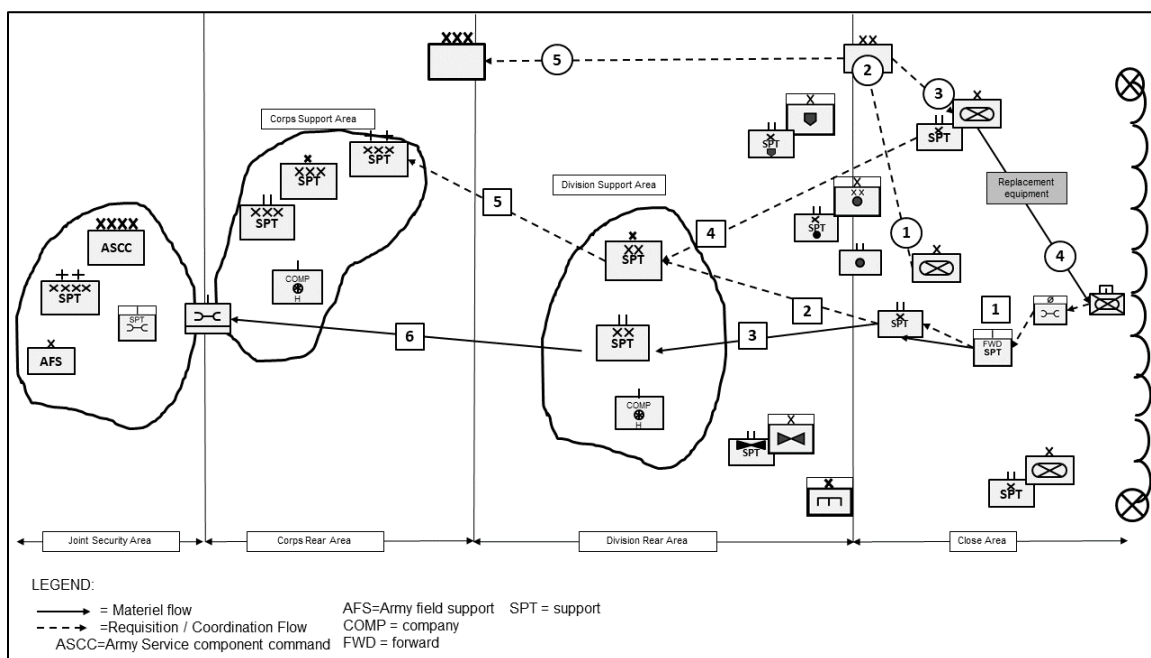 XXX
XX
5
2
3
X
X
SPT
X
Corps Support Area
XXX
SPT
X
XXX
SPT
XXX
SPT
Division Support Area
X
SPT
X
XX
SPT
X
SPT
Replacement
equipment
5
4
1
4
XXXX
ASCC
X
XX
SPT
X
XXXX
SPT
COMP
H
SPT
2
1
X
AFS
6
XX
SPT
3
X
SPT
FWD
SPT
COMP
H
X
SPT
X
X
SPT
X
Joint Security Area
Corps Rear Area
Division Rear Area
Close Area
LEGEND:
= Materiel flow
=Requisition / Coordination Flow
ASCC=Army Service component command
AFS=Army field support SPT = support
COMP = company
FWD = forward